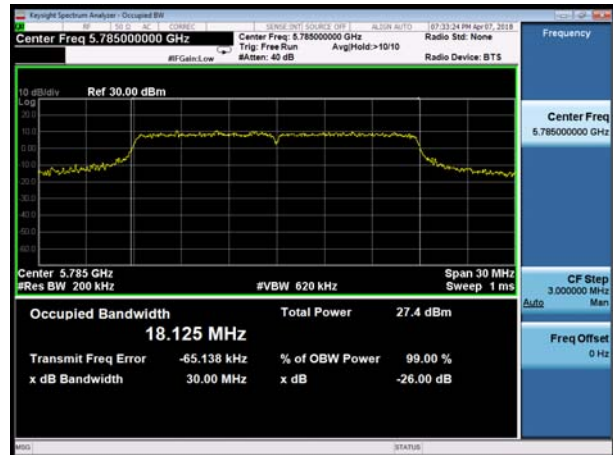 Keysight Spectrum Analyzer - Occupied BW
RF 50 Ω AC CORREC SENSE:INT SOURCE OFF ALIGN AUTO 07:33:24 PM Apr 07, 2018
Center Freq 5.785000000 GHz
Center Freq: 5.785000000 GHz
Radio Std: None
Trig: Free Run Avg|Hold:>10/10
#IFGain:Low #Atten: 40 dB Radio Device: BTS
10 dB/div Ref 30.00 dBm
Log
20.0
10.0
0.00
-10.0
-20.0
-30.0
-40.0
-50.0
-60.0
Center 5.785 GHz Span 30 MHz
#Res BW 200 kHz #VBW 620 kHz Sweep 1 ms
Occupied Bandwidth Total Power 27.4 dBm
18.125 MHz
Transmit Freq Error -65.138 kHz % of OBW Power 99.00 %
x dB Bandwidth 30.00 MHz x dB -26.00 dB
MSG STATUS
Frequency
Center Freq
5.785000000 GHz
CF Step
3.000000 MHz
Auto Man
Freq Offset
0 Hz